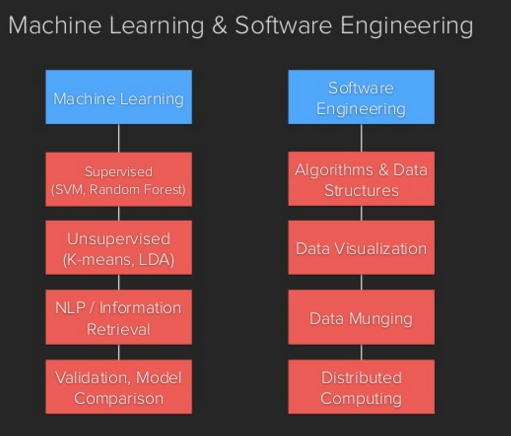 Machine Learning & Software Engineering
Machine Learning
Supervised
(SVM, Random Forest)
Unsupervised
(K-means, LDA)
NLP / Information
Retrieval
Validation, Model
Comparison
Software
Engineering
Algorithms & Data
Structures
Data Visualization
Data Munging
Distributed
Computing